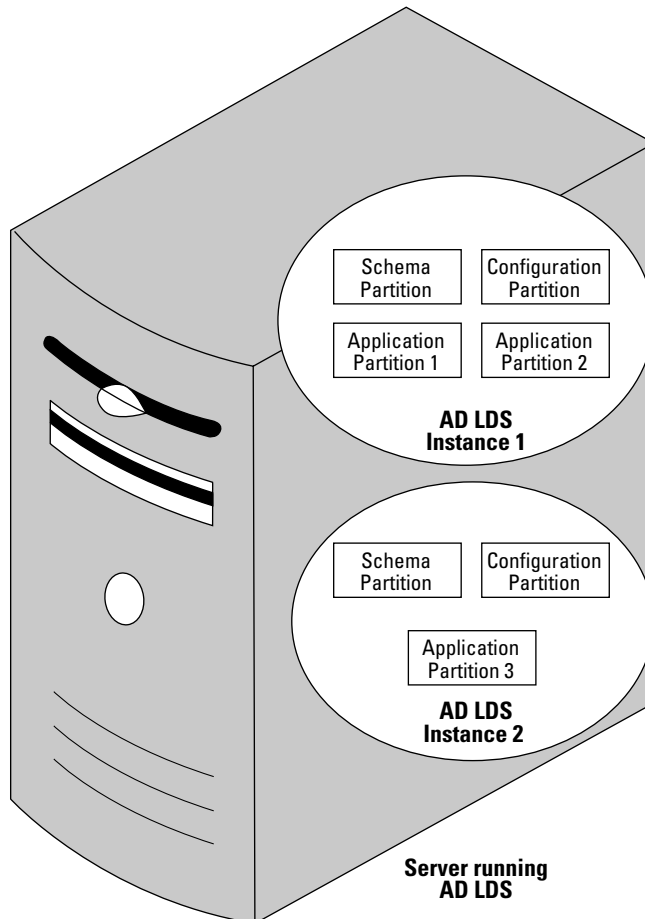 Schema
Partition
Configuration
Partition
Application
Partition 1
Application
Partition 2
AD LDS
Instance 1
Schema
Partition
Configuration
Partition
Application
Partition 3
AD LDS
Instance 2
Server running
AD LDS